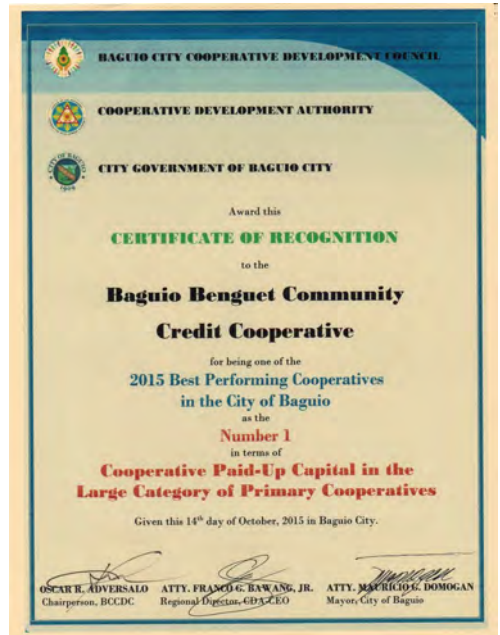 BAGUIO CITY COOPERATIVE DEVELOPMENT COUNCIL
COOPERATIVE DEVELOPMENT AUTHORITY
CITY OF BAGUIO
1909
CITY GOVERNMENT OF BAGUIO CITY
Award this
CERTIFICATE OF RECOGNITION
to the
Baguio Benguet Community
Credit Cooperative
for being one of the
2015 Best Performing Cooperatives
in the City of Baguio
as the
Number 1
in terms of
Cooperative Paid-Up Capital in the
Large Category of Primary Cooperatives
Given this 14th day of October, 2015 in Baguio City.
OSCAR R. ADVERSALO ATTY. FRANCO G. BAWANG, JR. ATTY. MAURICIO G. DOMOGAN
Chairperson, BCCDC Regional Director, CDA-CEO Mayor, City of Baguio